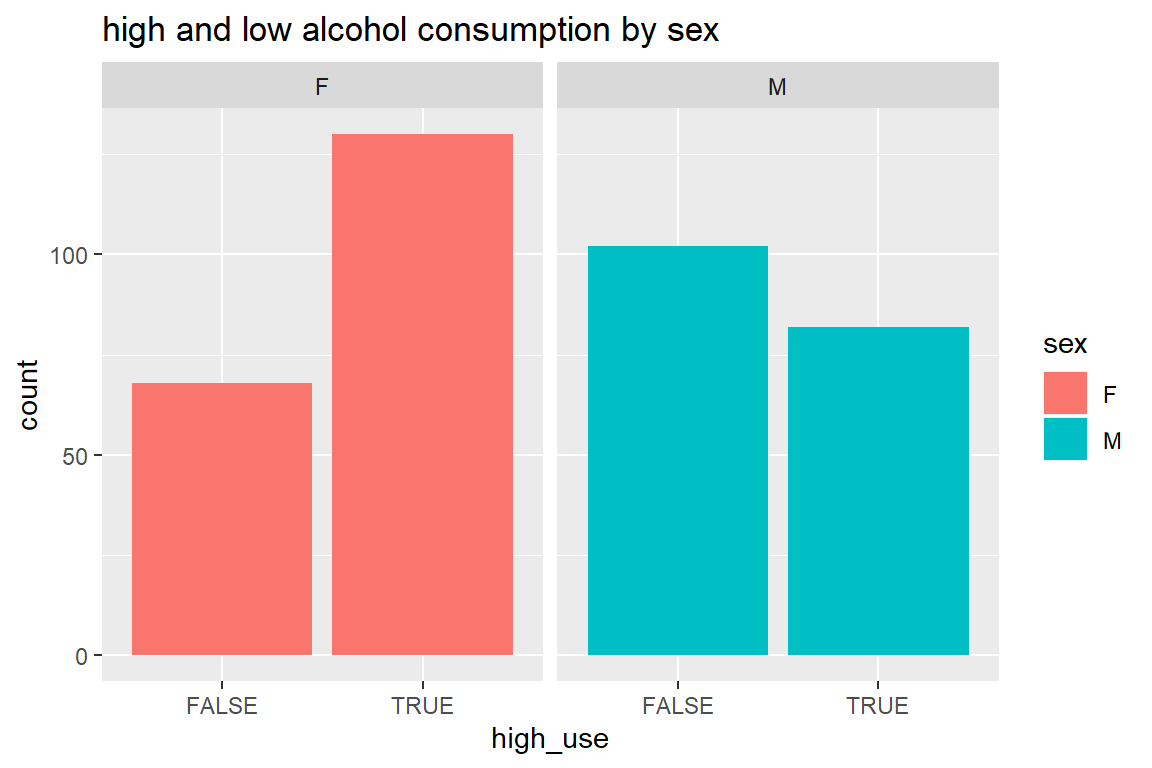 high and low alcohol consumption by sex
F
M
100
50
0
count
FALSE
TRUE
FALSE
TRUE
high_use
sex
F
M